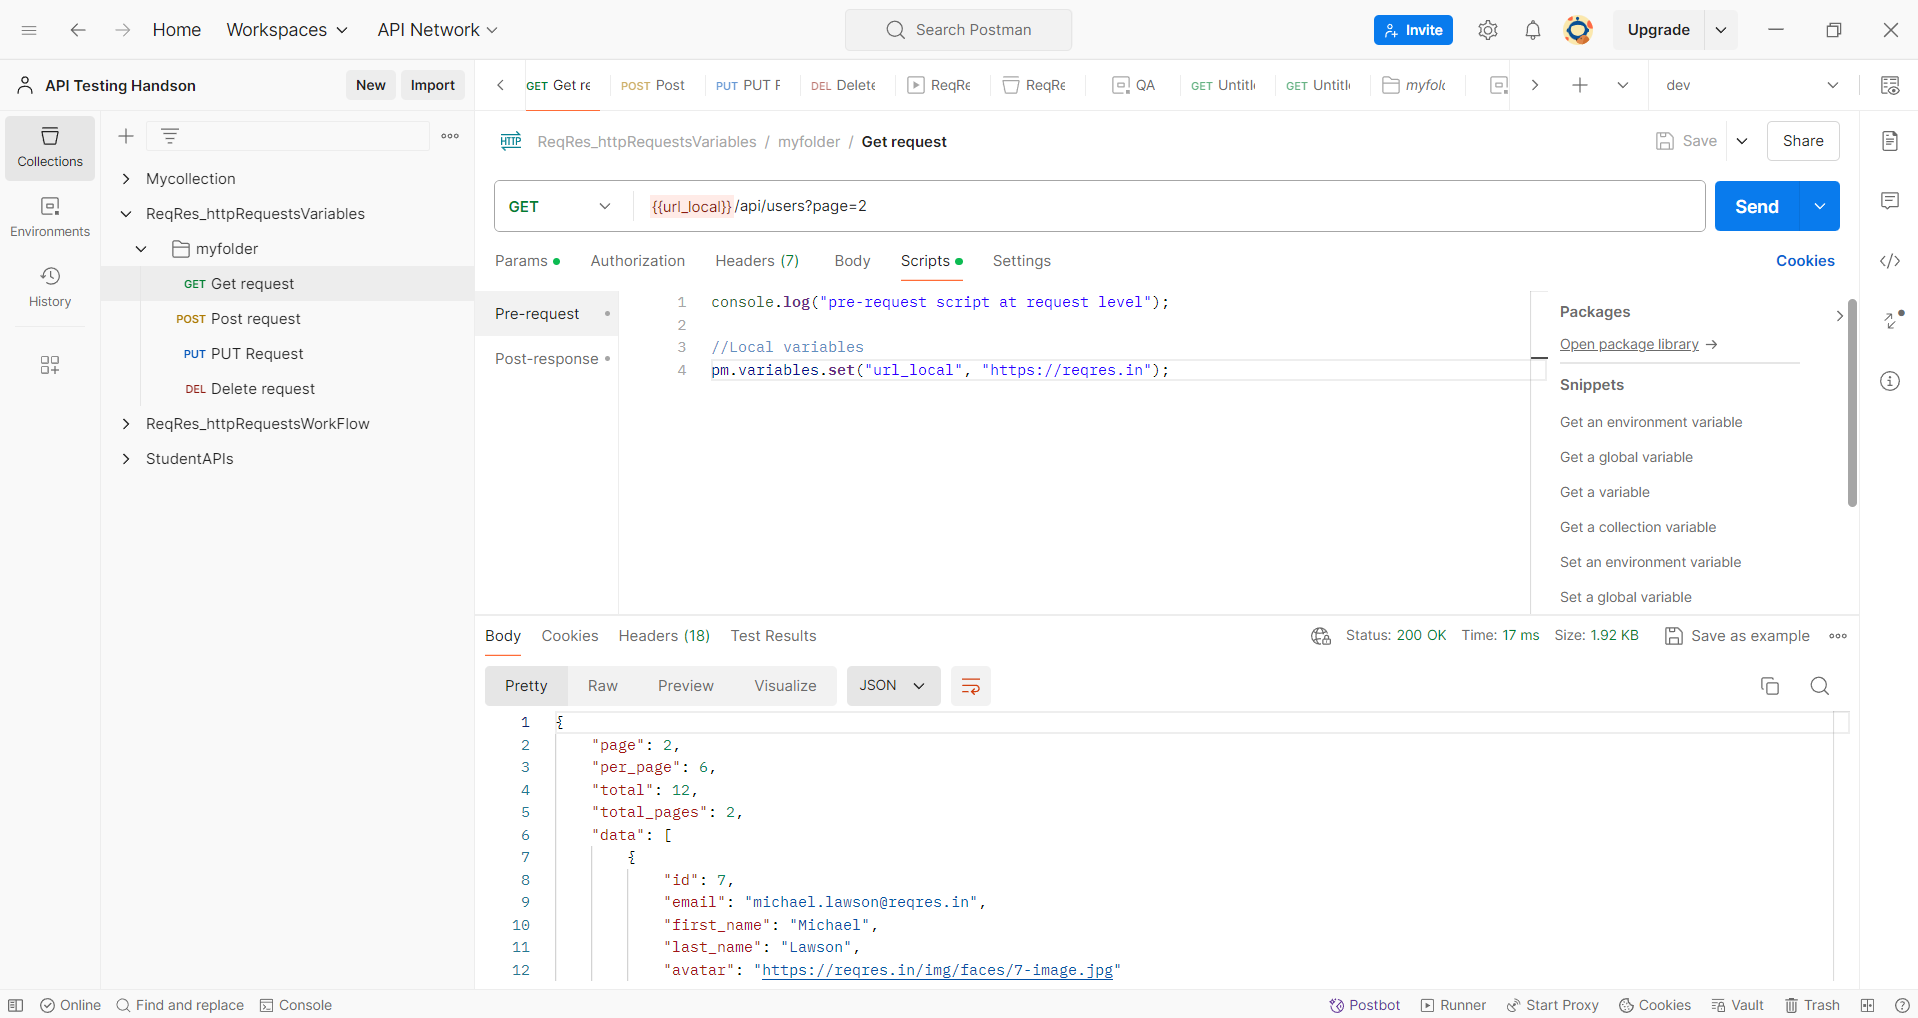 Home Workspaces API Network Search Postman Invite Upgrade
API Testing Handson New Import
GET Get re POST Post PUT PUT F DEL Delete ReqRe ReqRe QA GET Untitl GET Untitl myfol dev
Collections
Environments
History
Mycollection
ReqRes_httpRequestsVariables
myfolder
GET Get request
POST Post request
PUT PUT Request
DEL Delete request
ReqRes_httpRequestsWorkFlow
StudentAPIs
HTTP ReqRes_httpRequestsVariables / myfolder / Get request Save Share
GET {{url_local}}/api/users?page=2 Send
Params Authorization Headers (7) Body Scripts Settings Cookies
Pre-request
Post-response
1 console.log("pre-request script at request level");
2
3 //Local variables
4 pm.variables.set("url_local", "https://reqres.in");
Packages
Open package library →
Snippets
Get an environment variable
Get a global variable
Get a variable
Get a collection variable
Set an environment variable
Set a global variable
Body Cookies Headers (18) Test Results Status: 200 OK Time: 17 ms Size: 1.92 KB Save as example
Pretty Raw Preview Visualize JSON
1 {
2 "page": 2,
3 "per_page": 6,
4 "total": 12,
5 "total_pages": 2,
6 "data": [
7 {
8 "id": 7,
9 "email": "michael.lawson@reqres.in",
10 "first_name": "Michael",
11 "last_name": "Lawson",
12 "avatar": "https://reqres.in/img/faces/7-image.jpg"
Online Find and replace Console Postbot Runner Start Proxy Cookies Vault Trash